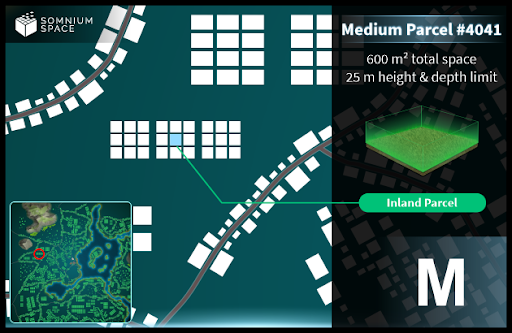 SOMNIUM
SPACE
Medium Parcel #4041
600 m² total space
25 m height & depth limit
Inland Parcel
M